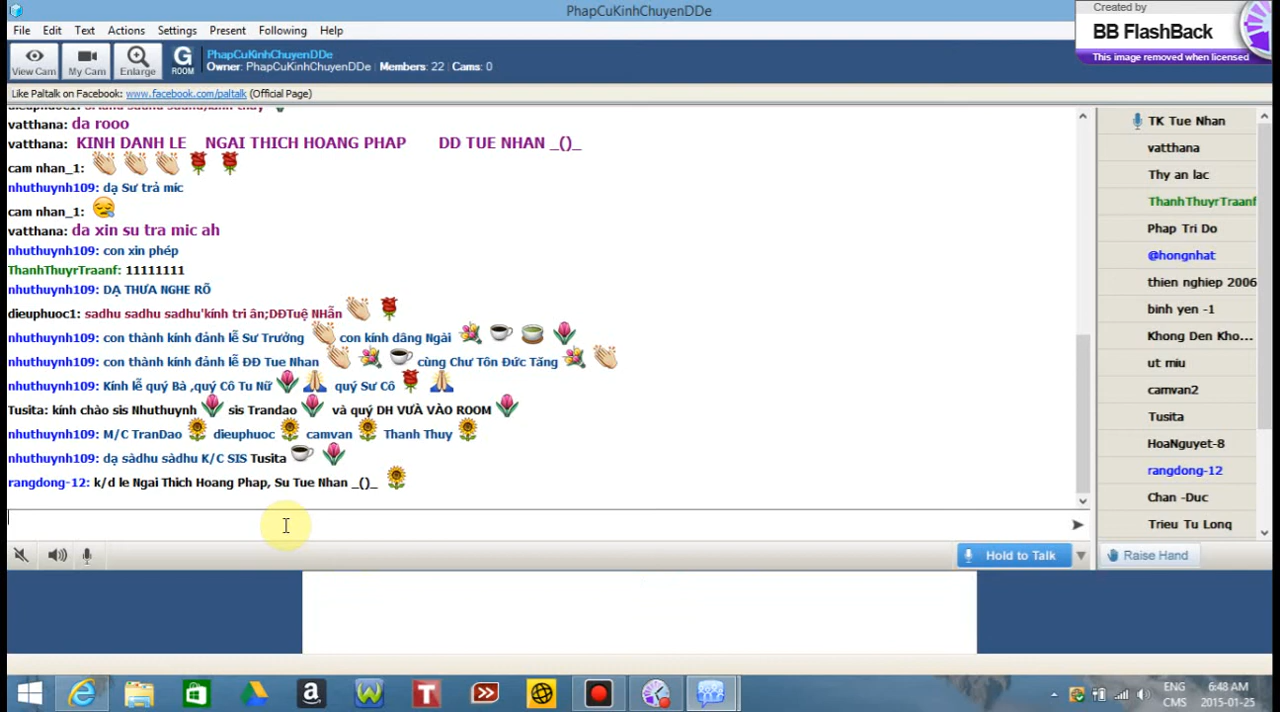 PhapCuKinhChuyenDDe
Created by
BB FlashBack
This image removed when licensed
File Edit Text Actions Settings Present Following Help
View Cam
My Cam
Enlarge
G
ROOM
PhapCuKinhChuyenDDe
Owner: PhapCuKinhChuyenDDe Members: 22 Cams: 0
Like Paltalk on Facebook: www.facebook.com/paltalk (Official Page)
vatthana: da rooo
vatthana: KINH DANH LE NGAI THICH HOANG PHAP DD TUE NHAN _()_
cam nhan_1:
nhuthuynh109: dạ Sư trả mic
cam nhan_1:
vatthana: da xin su tra mic ah
nhuthuynh109: con xin phép
ThanhThuyrTraanf: 11111111
nhuthuynh109: DẠ THƯA NGHE RÕ
dieuphuoc1: sadhu sadhu sadhu'kính tri ân;DĐTuệ NHẫn
nhuthuynh109: con thành kính đảnh lễ Sư Trưởng con kính dâng Ngài
nhuthuynh109: con thành kính đảnh lễ ĐĐ Tue Nhan cùng Chư Tôn Đức Tăng
nhuthuynh109: Kính lễ quý Bà ,quý Cô Tu Nữ quý Sư Cô
Tusita: kính chào sis Nhuthuynh sis Trandao và quý DH VƯÀ VÀO ROOM
nhuthuynh109: M/C TranDao dieuphuoc camvan Thanh Thuy
nhuthuynh109: dạ sàdhu sàdhu K/C SIS Tusita
rangdong-12: k/d le Ngai Thich Hoang Phap, Su Tue Nhan _()_
TK Tue Nhan
vatthana
Thy an lac
ThanhThuyrTraanf
Phap Tri Do
@hongnhat
thien nghiep 2006
binh yen -1
Khong Den Kho...
ut miu
camvan2
Tusita
HoaNguyet-8
rangdong-12
Chan -Duc
Trieu Tu Long
Hold to Talk
Raise Hand
ENG
CMS
6:48 AM
2015-01-25